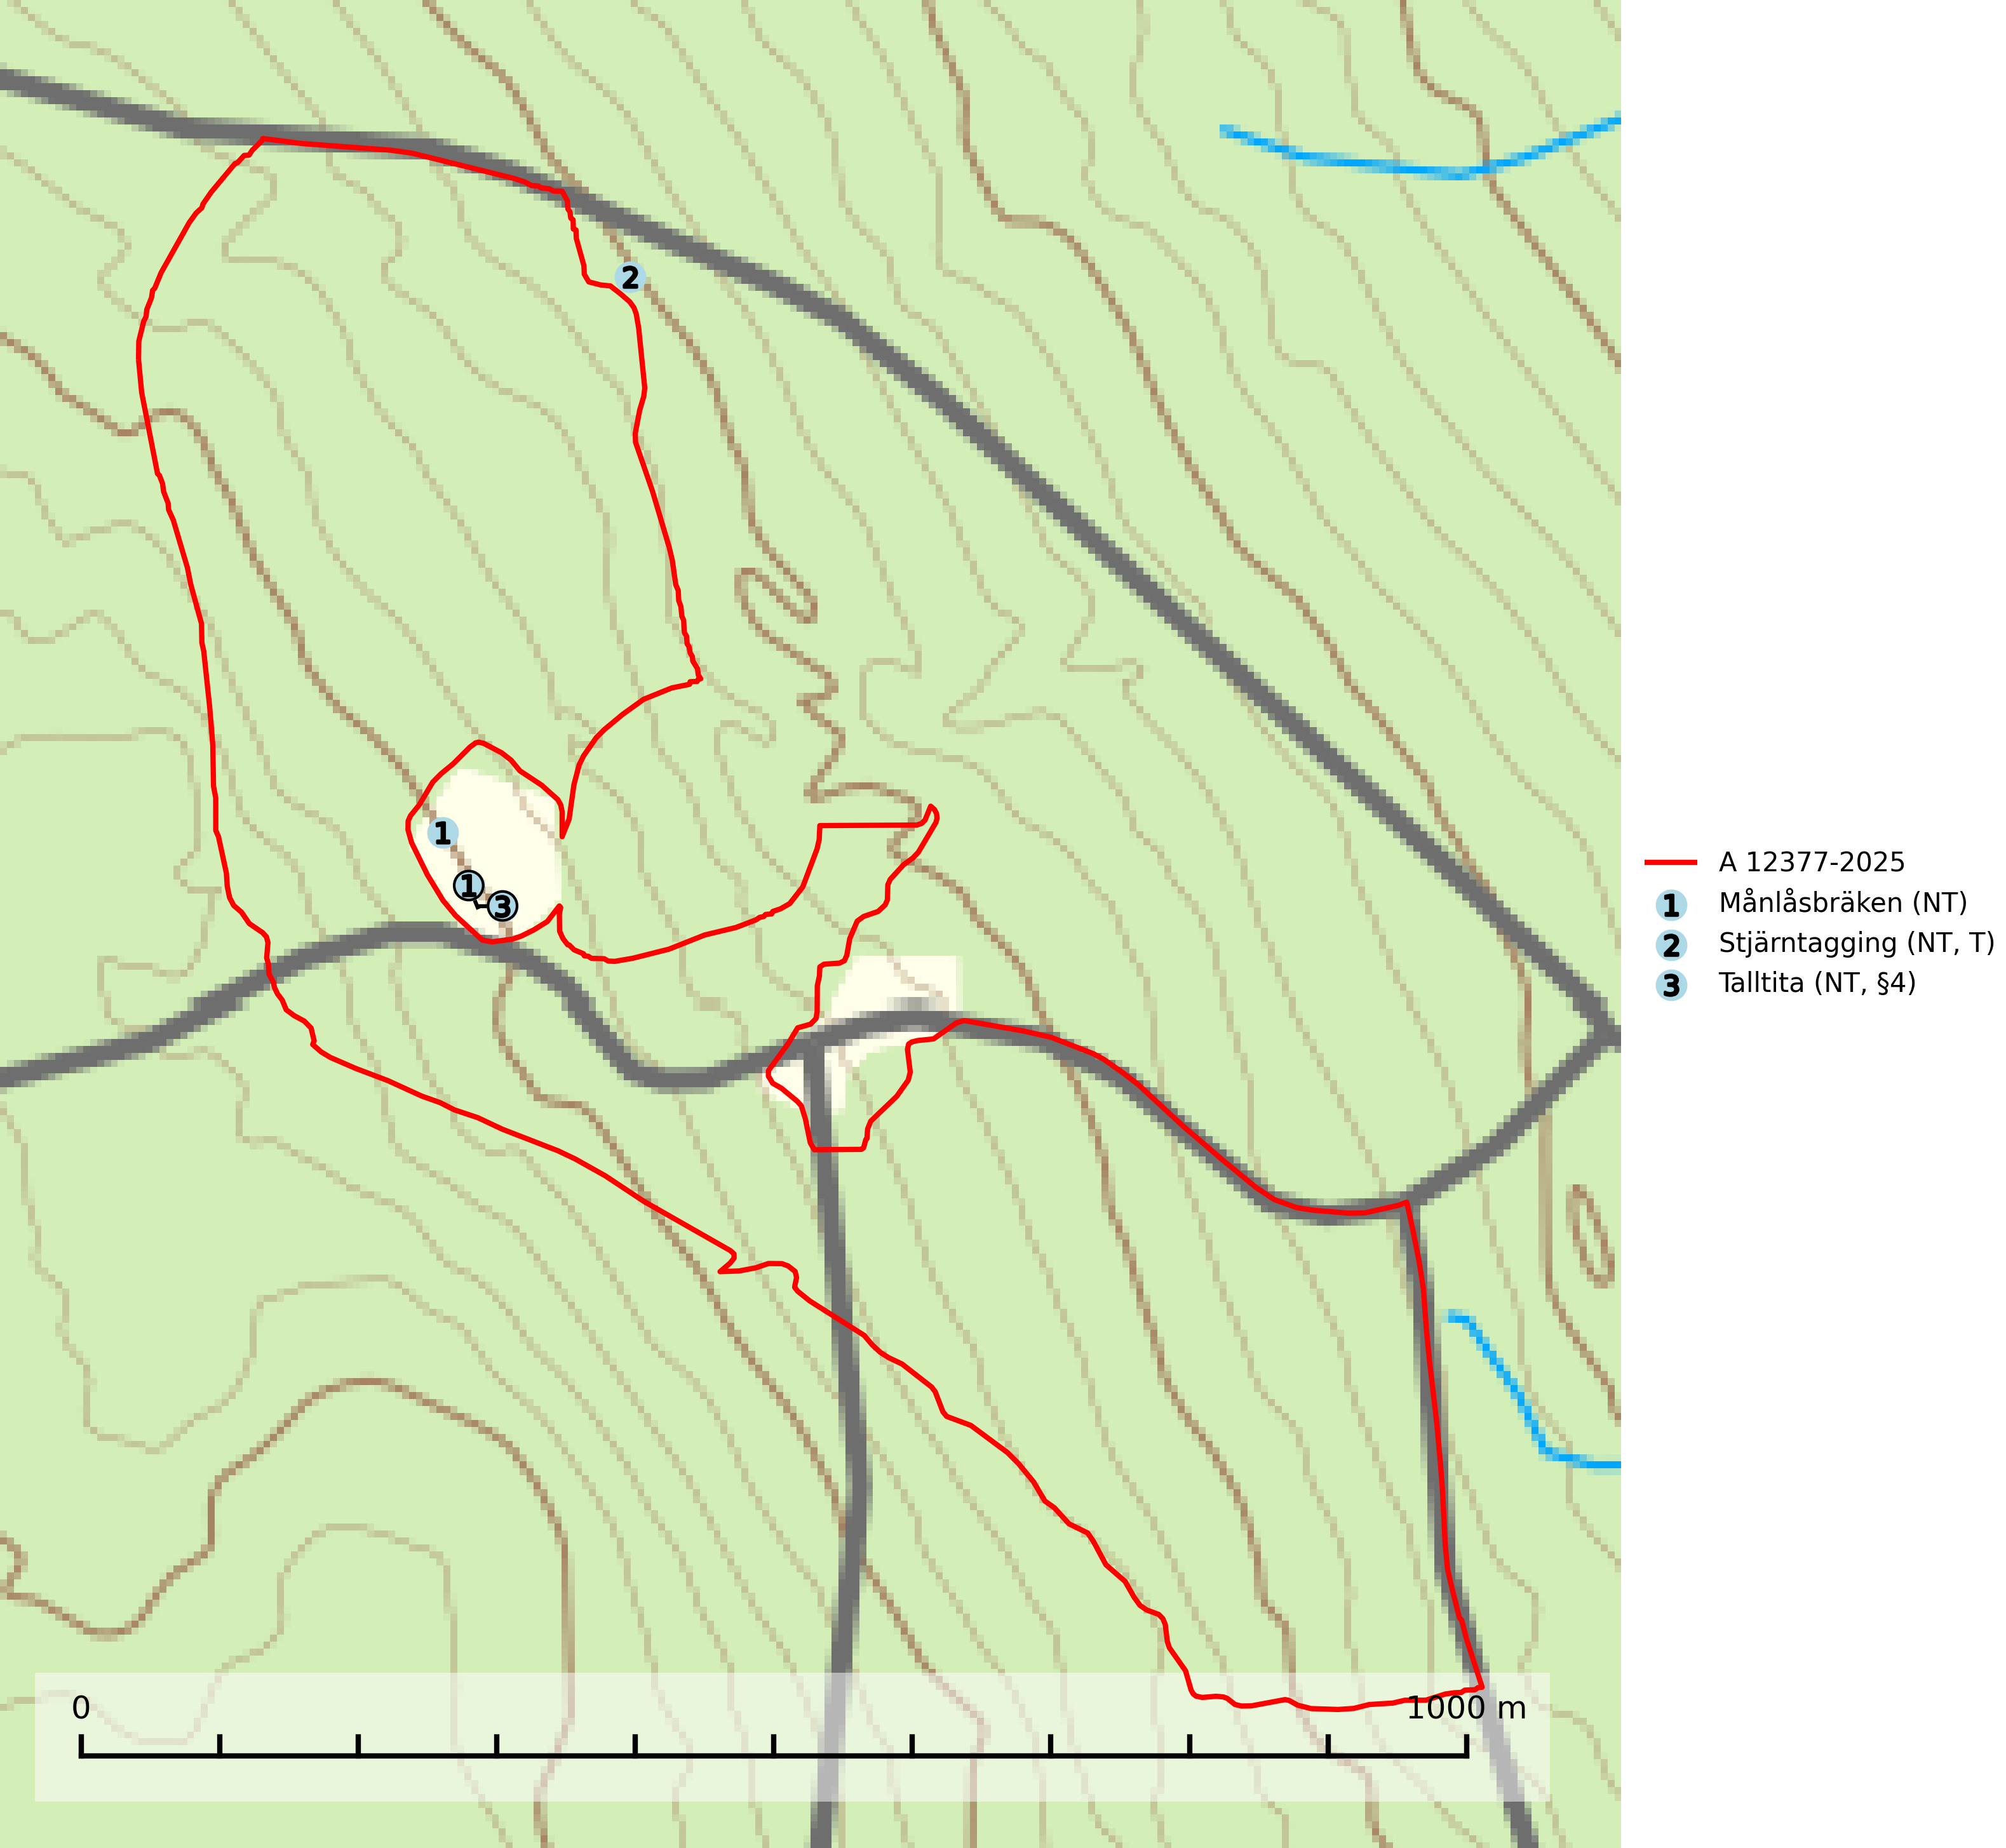 2
1
1
3
0
1000 m
A 12377-2025
1 Månlåsbräken (NT)
2 Stjärntagging (NT, T)
3 Talltita (NT, §4)